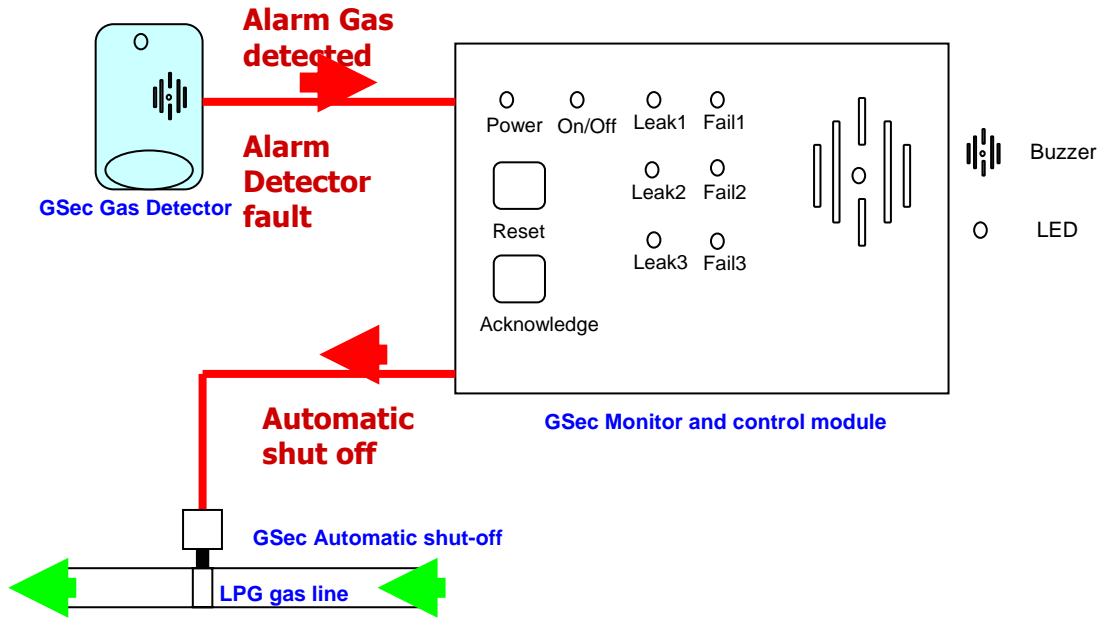 Alarm Gas
detected
Alarm
Detector
fault
GSec Gas Detector
Power On/Off Leak1 Fail1
Leak2 Fail2
Reset
Leak3 Fail3
Acknowledge
Buzzer
LED
GSec Monitor and control module
Automatic
shut off
GSec Automatic shut-off
LPG gas line